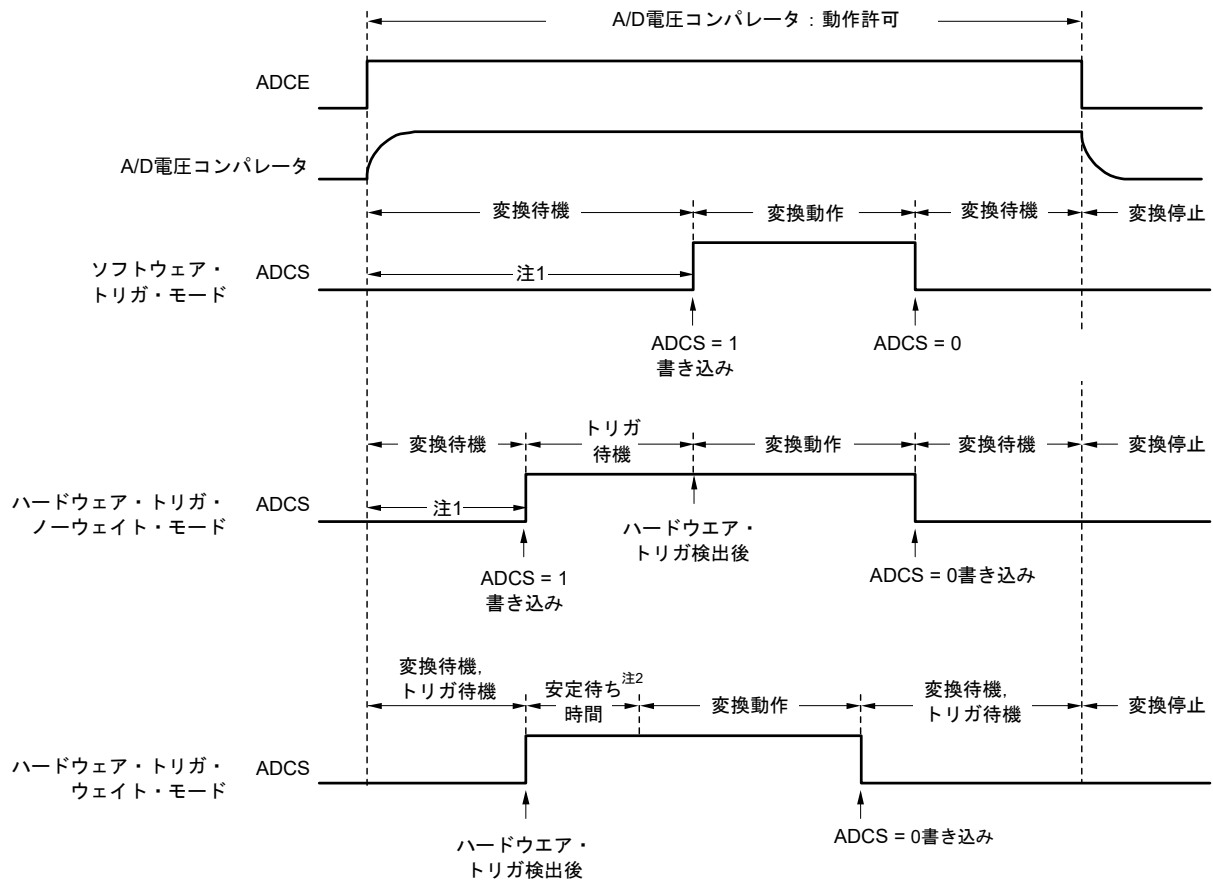 A/D電圧コンパレータ：動作許可
ADCE
A/D電圧コンパレータ
変換待機
変換動作
変換待機
変換停止
ソフトウェア・
トリガ・モード
ADCS
注1
ADCS = 1
書き込み
ADCS = 0
変換待機
トリガ
待機
変換動作
変換待機
変換停止
ハードウェア・トリガ・
ノーウェイト・モード
ADCS
注1
ハードウエア・
トリガ検出後
ADCS = 1
書き込み
ADCS = 0書き込み
変換待機,
トリガ待機
安定待ち注2
時間
変換動作
変換待機,
トリガ待機
変換停止
ハードウェア・トリガ・
ウェイト・モード
ADCS
ハードウエア・
トリガ検出後
ADCS = 0書き込み